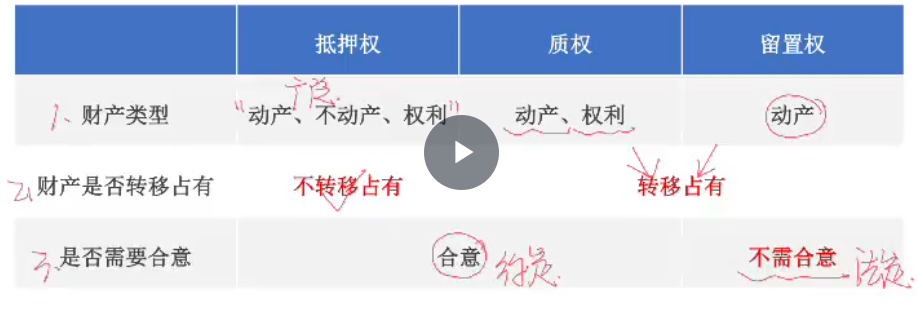 抵押权 质权 留置权
广泛
1、财产类型 "动产、不动产、权利" 动产、权利 动产
2、财产是否转移占有 不转移占有 转移占有
3、是否需要合意 合意 约定 不需合意 法定